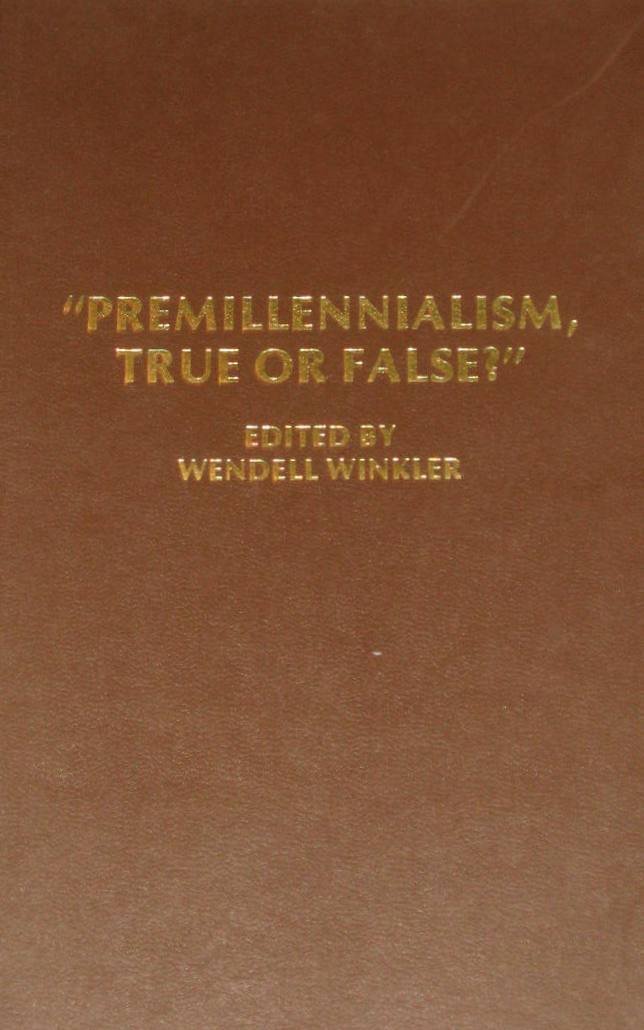 “PREMILLENNIALISM,
TRUE OR FALSE?”
EDITED BY
WENDELL WINKLER